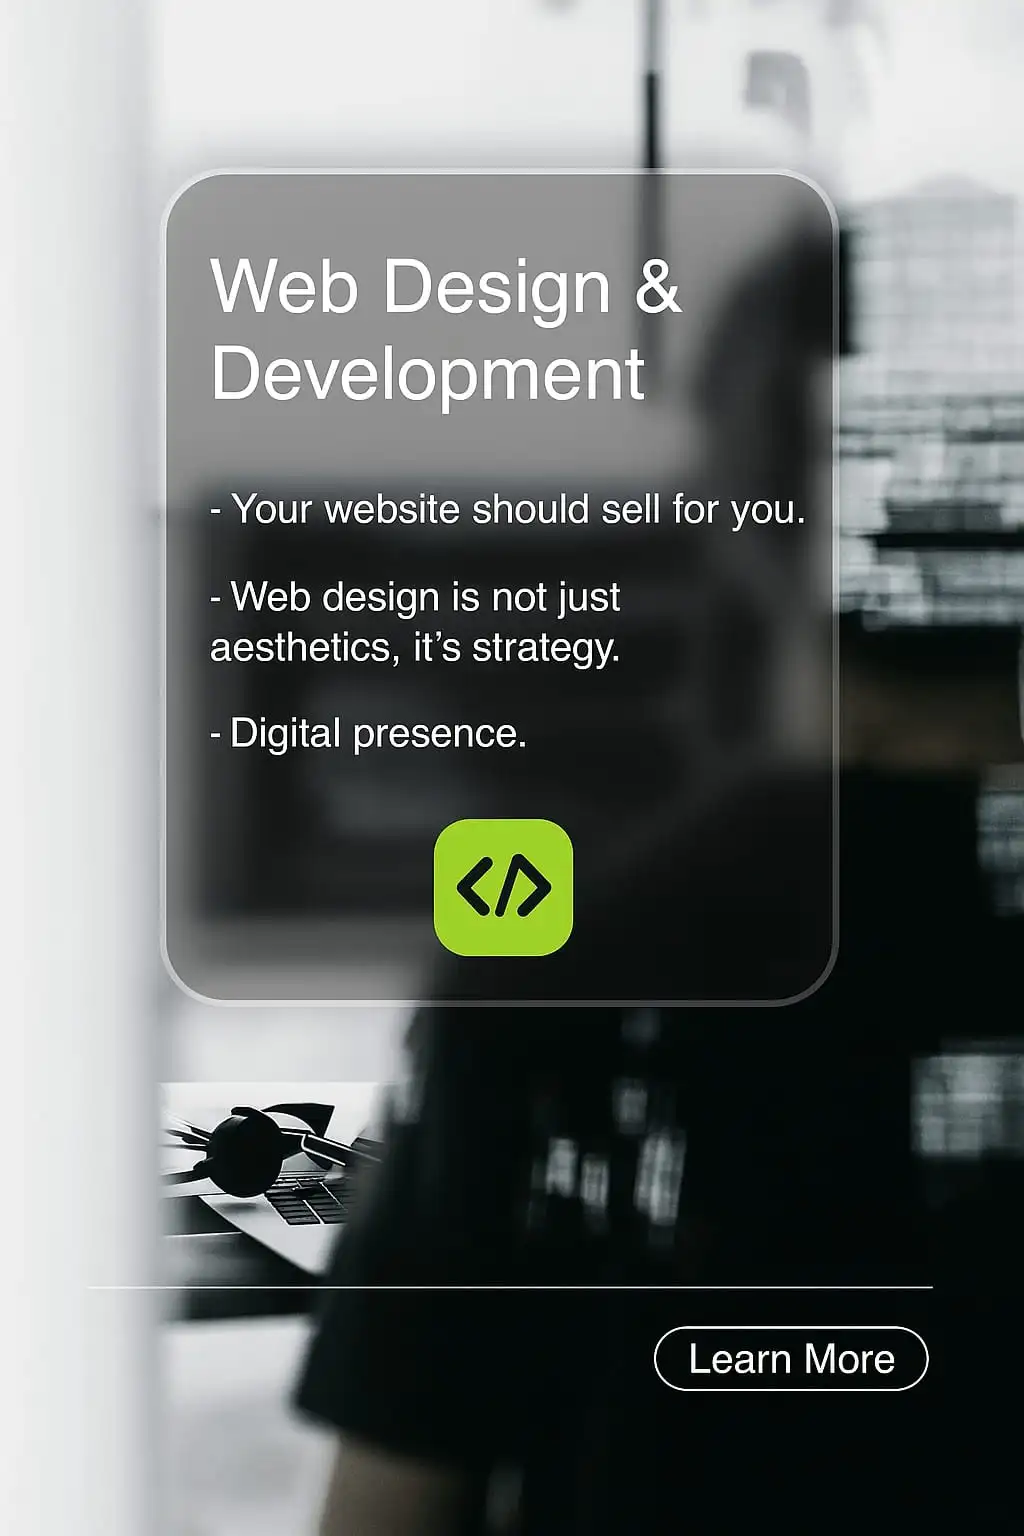 Web Design &
Development
- Your website should sell for you.
- Web design is not just
aesthetics, it’s strategy.
- Digital presence.
</>
Learn More